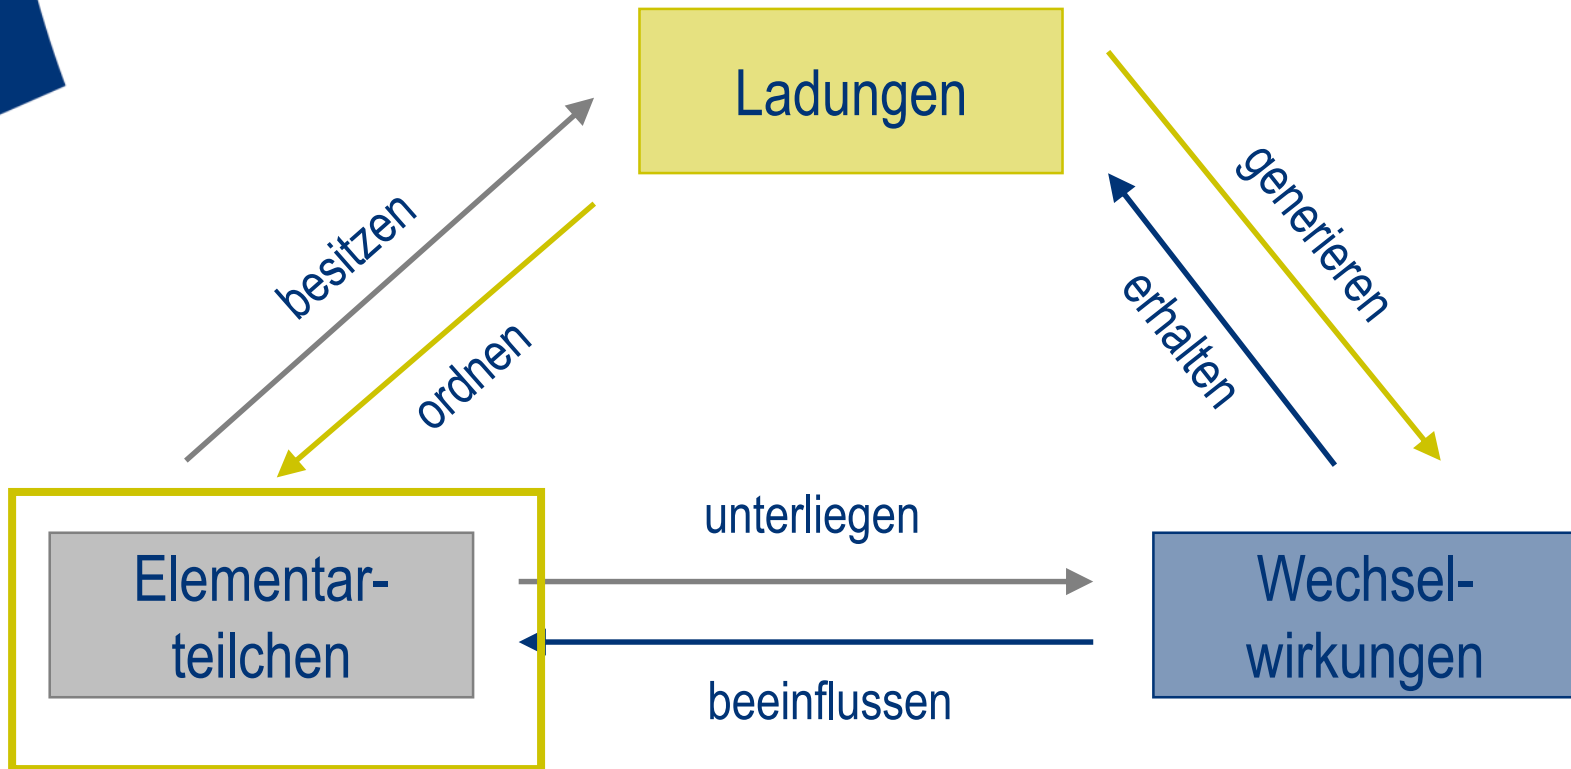 Ladungen
besitzen
ordnen
generieren
erhalten
unterliegen
Elementar-
teilchen
Wechsel-
wirkungen
beeinflussen